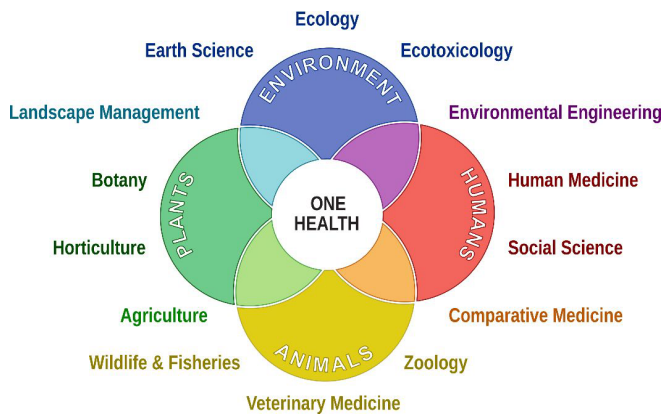 Ecology
Earth Science
Ecotoxicology
ENVIRONMENT
Landscape Management
Environmental Engineering
Botany
PLANTS
ONE
HEALTH
HUMANS
Human Medicine
Horticulture
Social Science
Agriculture
Comparative Medicine
ANIMALS
Wildlife & Fisheries
Zoology
Veterinary Medicine